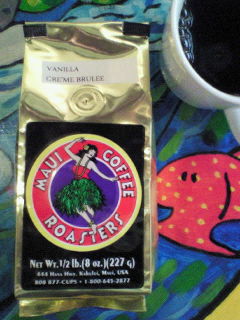 VANILLA
CREME BRULEE
MAUI COFFEE
ROASTERS
NET WT. 1/2 lb. (8 oz.) (227 g)
444 Hana Hwy. Kahului, Maui, USA
808 877-CUPS • 1-800-645-2877